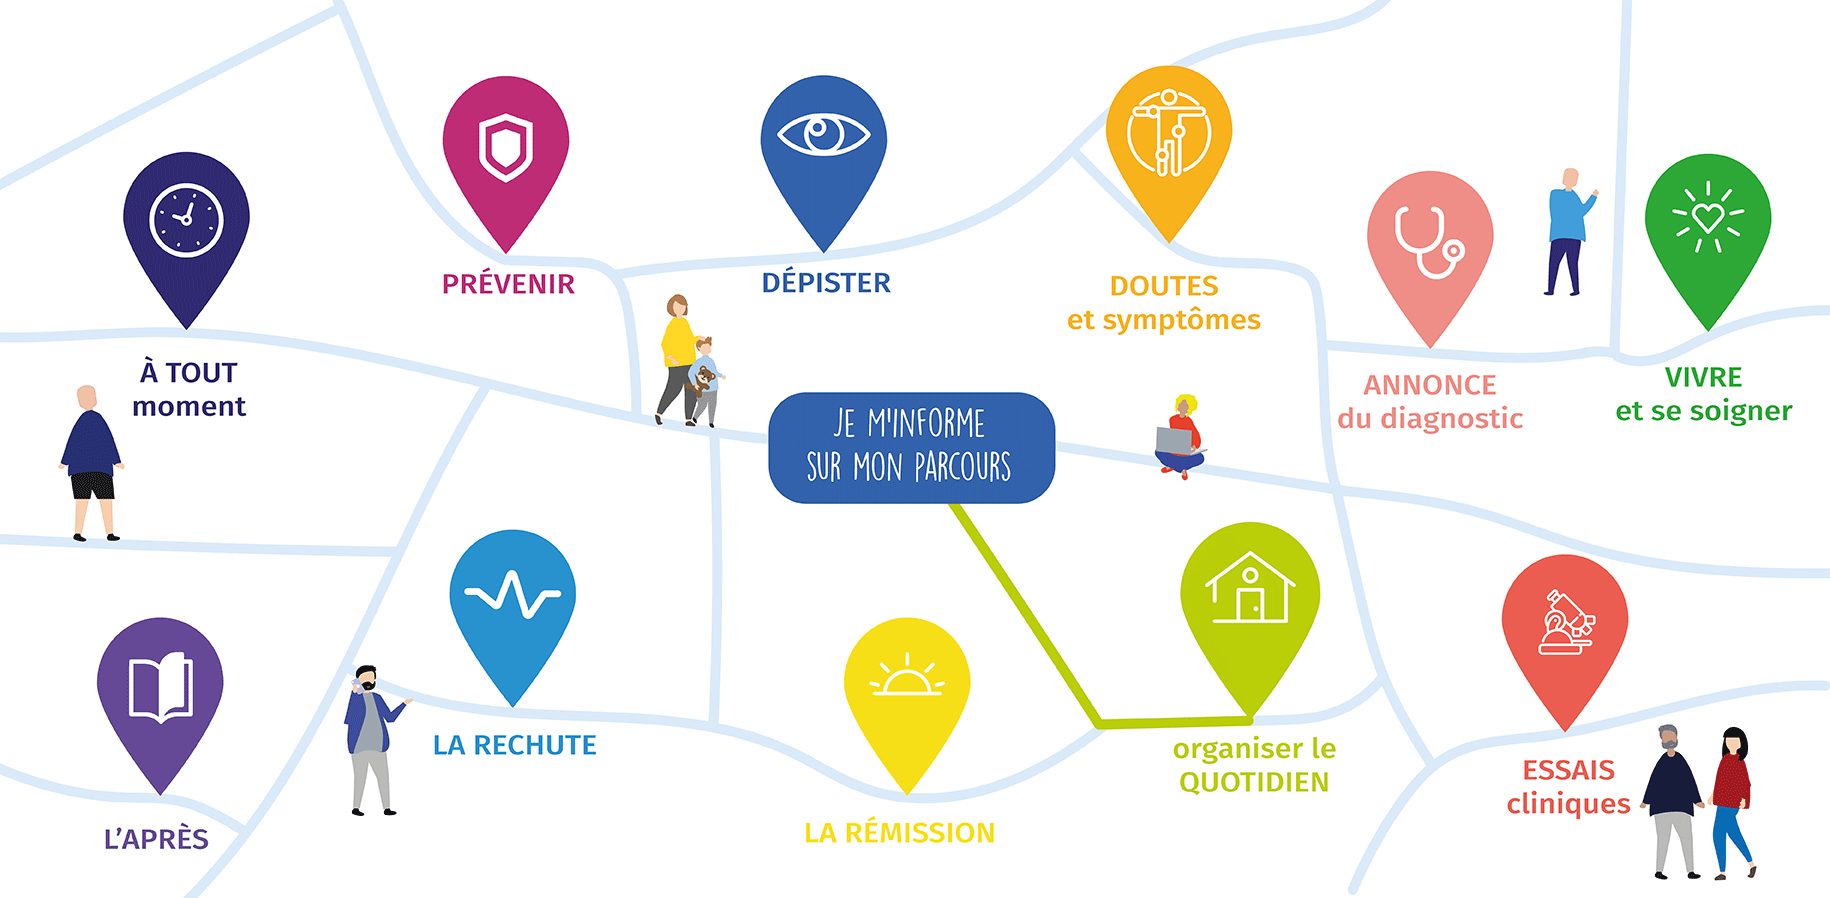 PRÉVENIR
DÉPISTER
DOUTES
et symptômes
À TOUT
moment
ANNONCE
du diagnostic
VIVRE
et se soigner
JE M'INFORME
SUR MON PARCOURS
LA RECHUTE
organiser le
QUOTIDIEN
ESSAIS
cliniques
L’APRÈS
LA RÉMISSION